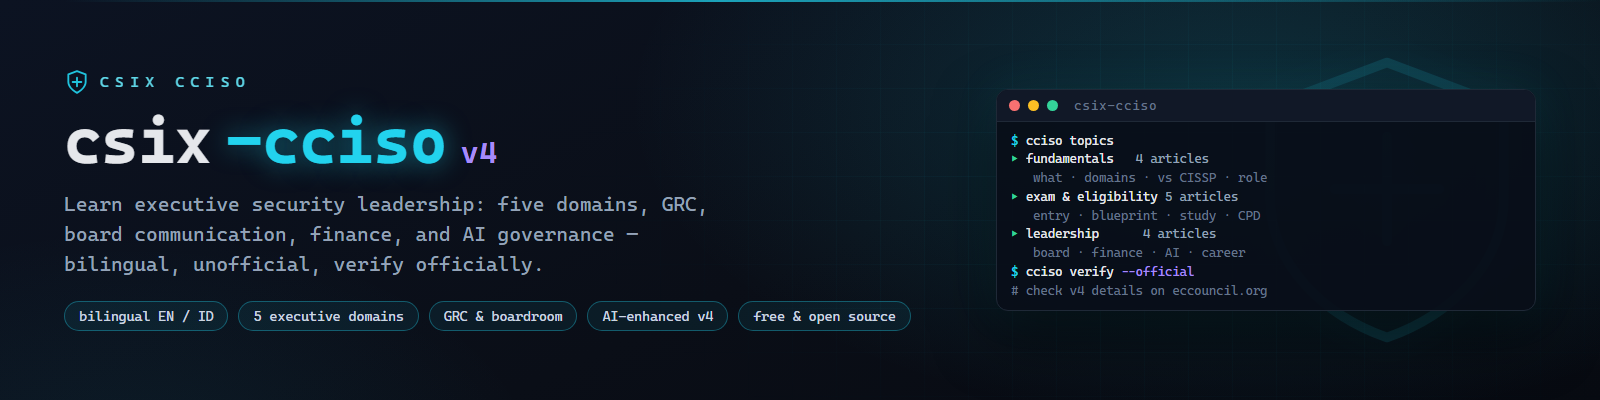 CSIX CCISO
csix-cciso v4
Learn executive security leadership: five domains, GRC,
board communication, finance, and AI governance —
bilingual, unofficial, verify officially.
bilingual EN / ID
5 executive domains
GRC & boardroom
AI-enhanced v4
free & open source
csix-cciso
$ cciso topics
▸ fundamentals 4 articles
what · domains · vs CISSP · role
▸ exam & eligibility 5 articles
entry · blueprint · study · CPD
▸ leadership 4 articles
board · finance · AI · career
$ cciso verify --official
# check v4 details on eccouncil.org